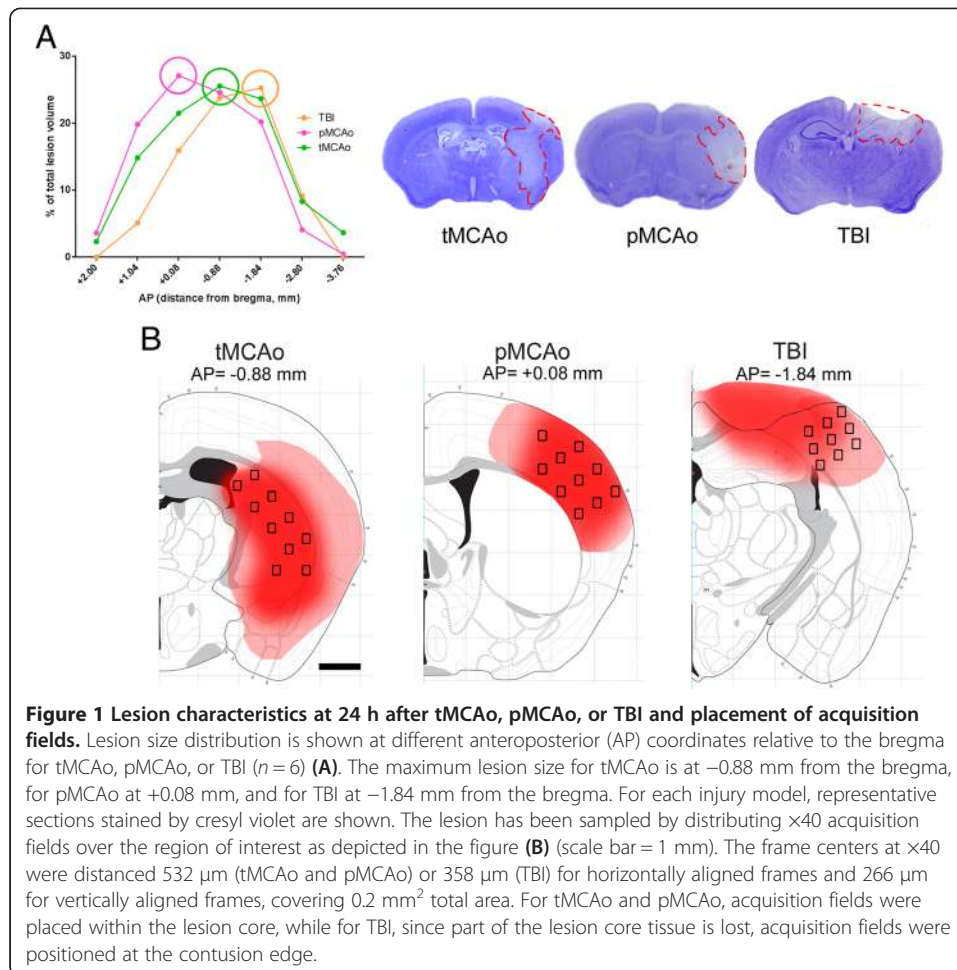 A
30
20
10
0
% of total lesion volume
TBI
pMCAo
tMCAo
+2.00
+1.04
+0.08
-0.88
-1.84
-2.80
-3.76
AP (distance from bregma, mm)
tMCAo
pMCAo
TBI
B
tMCAo
AP= -0.88 mm
pMCAo
AP= +0.08 mm
TBI
AP= -1.84 mm
Figure 1 Lesion characteristics at 24 h after tMCAo, pMCAo, or TBI and placement of acquisition
fields. Lesion size distribution is shown at different anteroposterior (AP) coordinates relative to the bregma
for tMCAo, pMCAo, or TBI (n = 6) (A). The maximum lesion size for tMCAo is at −0.88 mm from the bregma,
for pMCAo at +0.08 mm, and for TBI at −1.84 mm from the bregma. For each injury model, representative
sections stained by cresyl violet are shown. The lesion has been sampled by distributing ×40 acquisition
fields over the region of interest as depicted in the figure (B) (scale bar = 1 mm). The frame centers at ×40
were distanced 532 μm (tMCAo and pMCAo) or 358 μm (TBI) for horizontally aligned frames and 266 μm
for vertically aligned frames, covering 0.2 mm² total area. For tMCAo and pMCAo, acquisition fields were
placed within the lesion core, while for TBI, since part of the lesion core tissue is lost, acquisition fields were
positioned at the contusion edge.